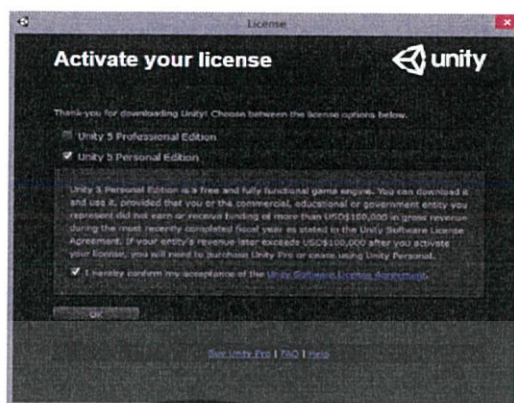 License
Activate your license
unity
Thank you for downloading Unity! Choose between the license options below.
Unity 5 Professional Edition
Unity 5 Personal Edition
Unity 5 Personal Edition is a free and fully functional game engine. You can download it
and use it, provided that you or the commercial, educational or government entity you
represent did not earn or receive funding of more than USD$100,000 in gross revenue
during the most recently completed fiscal year as stated in the Unity Software License
Agreement. If your entity's revenue later exceeds USD$100,000 after you activate
your license, you will need to purchase Unity Pro or cease using Unity Personal.
I hereby confirm my acceptance of the Unity Software License Agreement.
OK
Buy Unity Pro | FAQ | Help